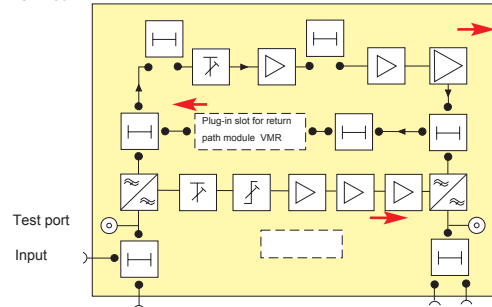 Plug-in slot for return
path module VMR
Test port
Input